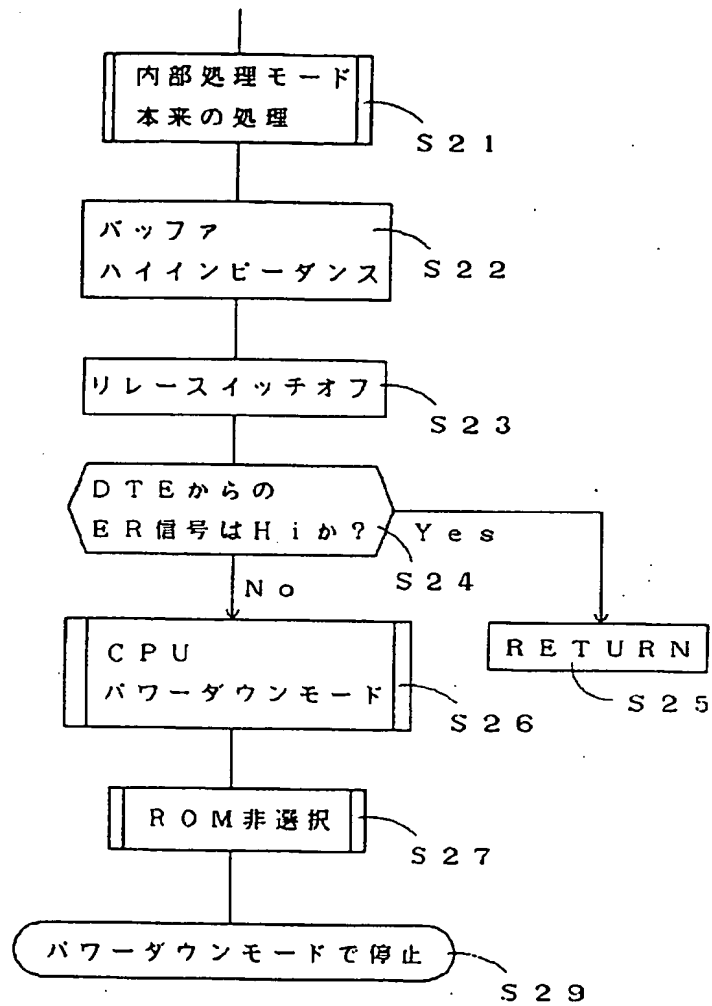 内部処理モード
本来の処理
S21
バッファ
ハイインピーダンス
S22
リレースイッチオフ
S23
DTEからの
ER信号はHiか?
Yes
S24
No
RETURN
S25
CPU
パワーダウンモード
S26
ROM非選択
S27
パワーダウンモードで停止
S29